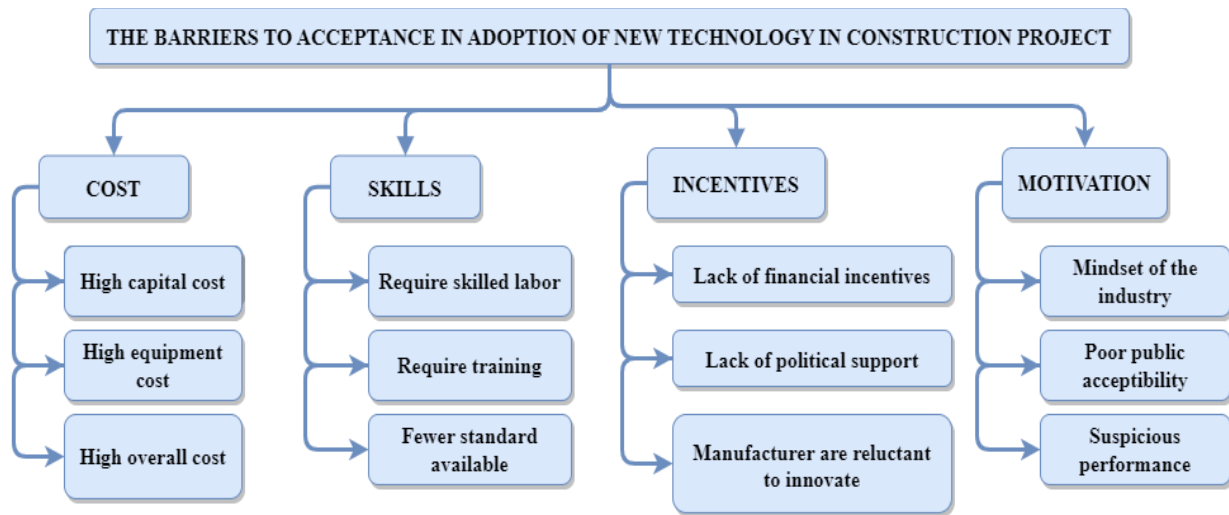 THE BARRIERS TO ACCEPTANCE IN ADOPTION OF NEW TECHNOLOGY IN CONSTRUCTION PROJECT
COST
High capital cost
High equipment
cost
High overall cost
SKILLS
Require skilled labor
Require training
Fewer standard
available
INCENTIVES
Lack of financial incentives
Lack of political support
Manufacturer are reluctant
to innovate
MOTIVATION
Mindset of the
industry
Poor public
acceptibility
Suspicious
performance